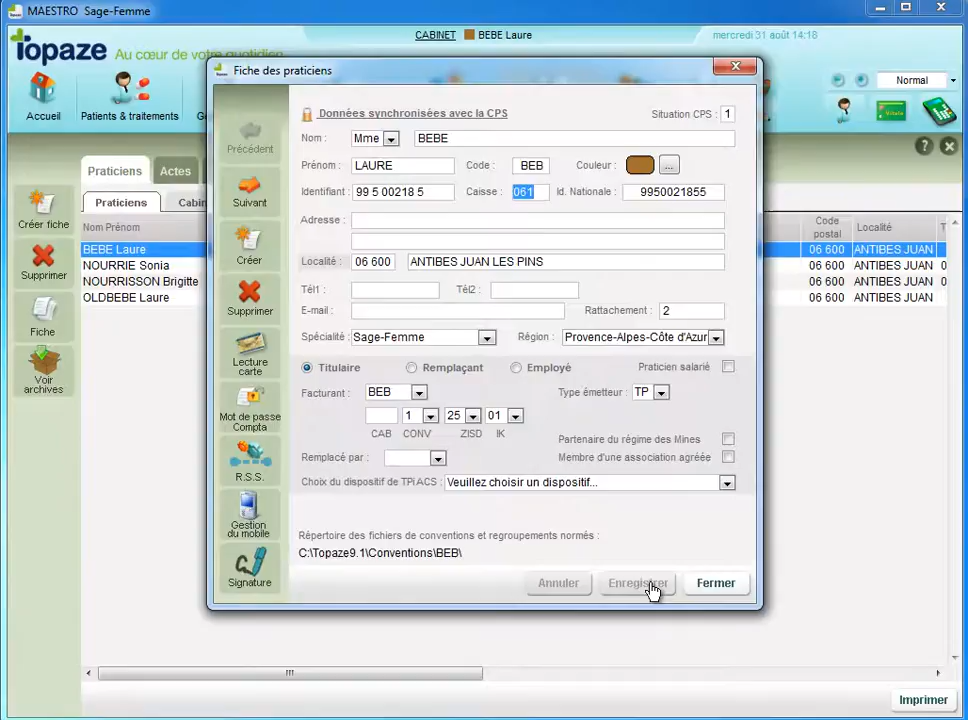 MAESTRO Sage-Femme
Topaze
Au cœur de votre quotidien
CABINET BEBE Laure
mercredi 31 août 14:18
Accueil
Patients & traitements
Normal
Praticiens
Actes
Praticiens
Cabin
Créer fiche
Supprimer
Fiche
Voir
archives
Nom Prénom
BEBE Laure
NOURRIE Sonia
NOURRISSON Brigitte
OLDBEBE Laure
Fiche des praticiens
Précédent
Suivant
Créer
Supprimer
Lecture
carte
Mot de passe
Compta
R.S.S.
Gestion
du mobile
Signature
Données synchronisées avec la CPS
Situation CPS : 1
Nom : Mme BEBE
Prénom : LAURE Code : BEB Couleur : ...
Identifiant : 99 5 00218 5 Caisse : 061 Id. Nationale : 9950021855
Adresse :
Localité : 06 600 ANTIBES JUAN LES PINS
Tél1 : Tél2 :
E-mail : Rattachement : 2
Spécialité : Sage-Femme Région : Provence-Alpes-Côte d'Azur
Titulaire Remplaçant Employé Praticien salarié
Facturant : BEB Type émetteur : TP
1 25 01
CAB CONV ZISD IK
Partenaire du régime des Mines
Remplacé par : Membre d'une association agréée
Choix du dispositif de TP/ACS : Veuillez choisir un dispositif...
Répertoire des fichiers de conventions et regroupements normés :
C:\Topaze9.1\Conventions\BEB\
Annuler Enregistrer Fermer
Code
postal
Localité
06 600 ANTIBES JUAN
06 600 ANTIBES JUAN 0
06 600 ANTIBES JUAN 0
06 600 ANTIBES JUAN
Imprimer